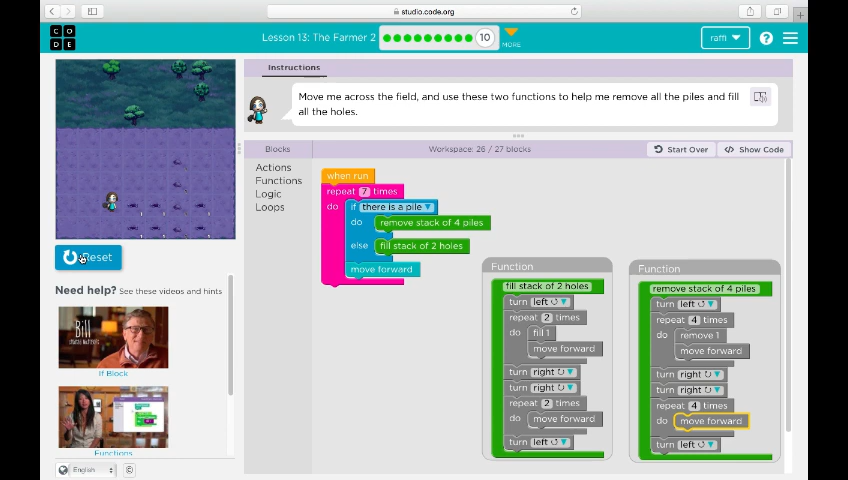 studio.code.org
C O
D E
Lesson 13: The Farmer 2
10
MORE
raffi
?
Instructions
Move me across the field, and use these two functions to help me remove all the piles and fill
all the holes.
Blocks
Workspace: 26 / 27 blocks
Start Over
</> Show Code
Actions
Functions
Logic
Loops
when run
repeat 7 times
do if there is a pile
do remove stack of 4 piles
else fill stack of 2 holes
move forward
Reset
Need help? See these videos and hints
Bill
If Block
Functions
English
©
Function
fill stack of 2 holes
turn left
repeat 2 times
do fill 1
move forward
turn right
turn right
repeat 2 times
do move forward
turn left
Function
remove stack of 4 piles
turn left
repeat 4 times
do remove 1
move forward
turn right
turn right
repeat 4 times
do move forward
turn left